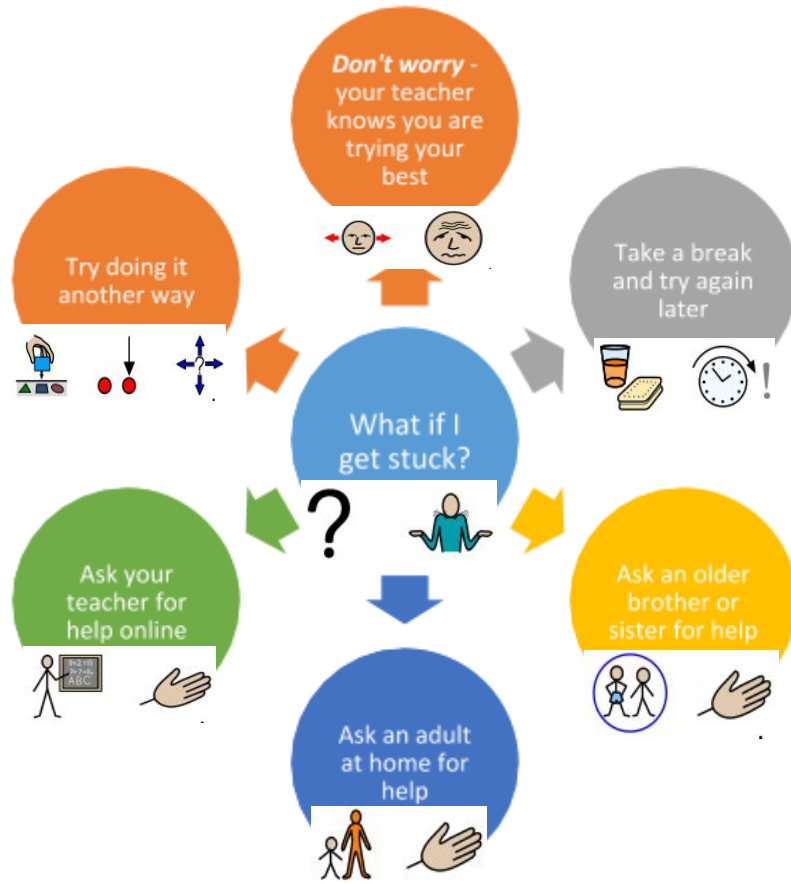 Don't worry -
your teacher
knows you are
trying your
best
Take a break
and try again
later
Ask an older
brother or
sister for help
Ask an adult
at home for
help
Ask your
teacher for
help online
Try doing it
another way
What if I
get stuck?
?
?
!
ABC